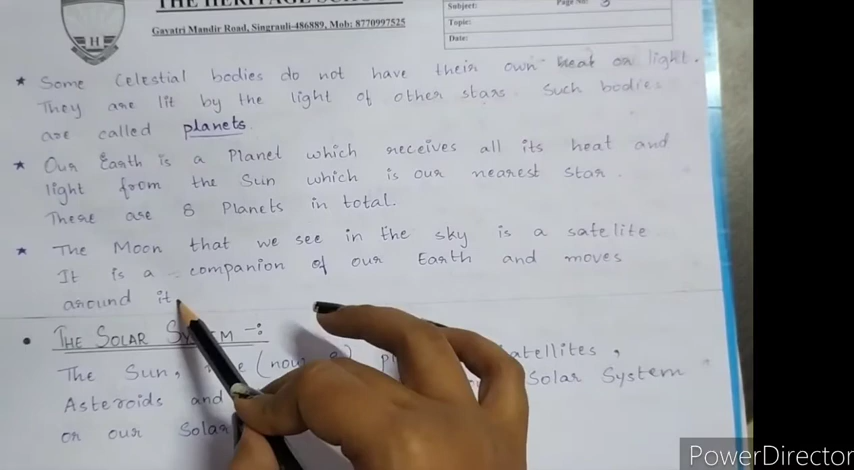 THE HERITAGE
Gayatri Mandir Road, Singrauli-486889, Mob: 8770997525
Subject:
Page No: 3
Topic:
Date:
H
* Some Celestial bodies do not have their own heat or light.
They are lit by the light of other stars. Such bodies
are called planets.
* Our Earth is a Planet which receives all its heat and
light from the Sun which is our nearest star.
There are 8 Planets in total.
* The Moon that we see in the sky is a satelite
It is a companion of our Earth and moves
around it.
• THE SOLAR SYSTEM -:
The Sun, (now
Asteroids and Solar System
or our Solar
PowerDirector